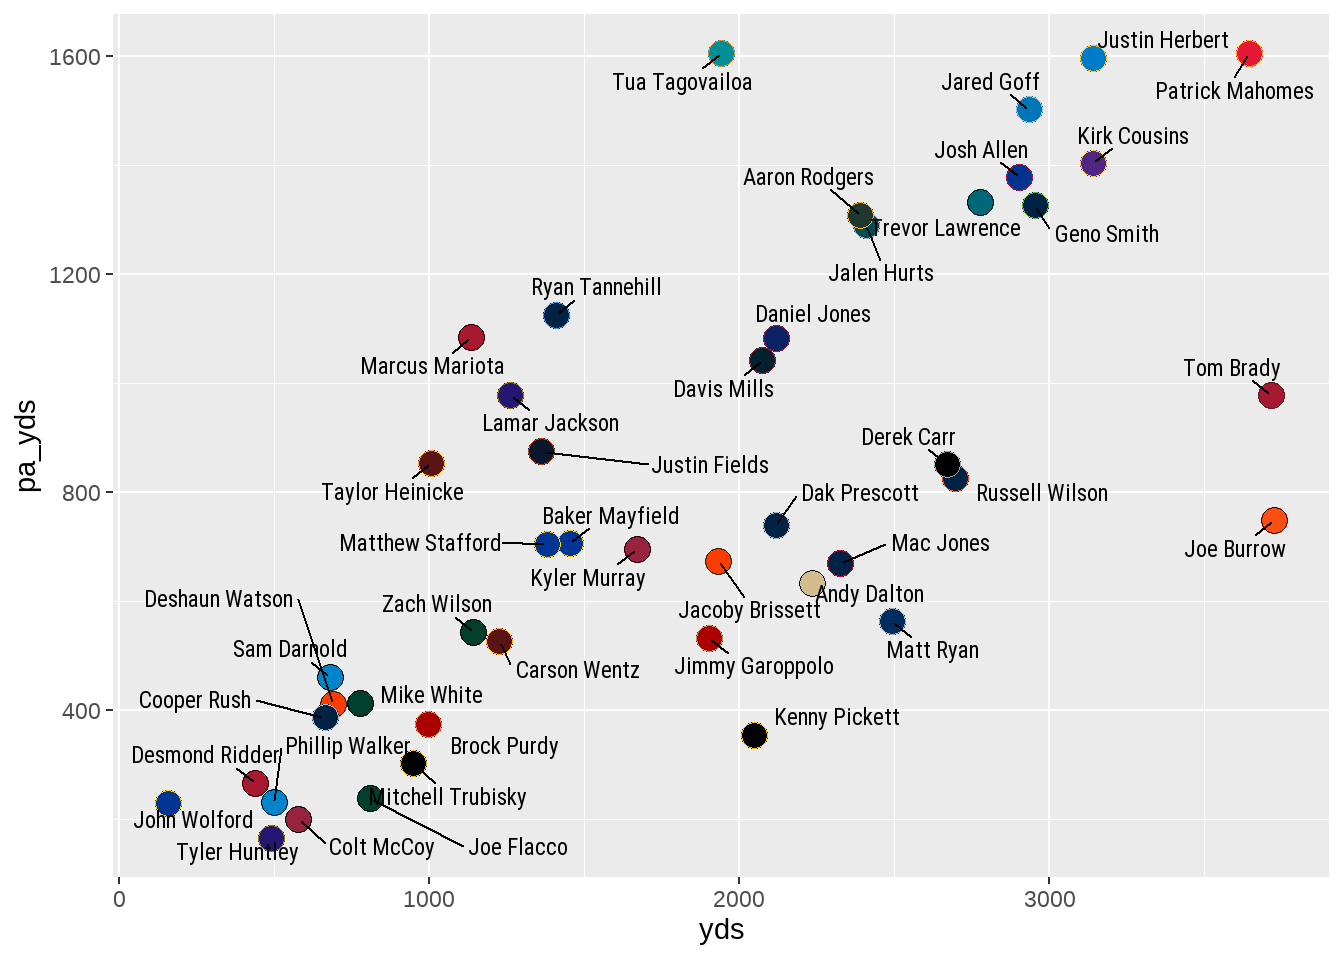 1600
1200
800
400
pa_yds
Justin Herbert
Tua Tagovailoa
Jared Goff
Patrick Mahomes
Kirk Cousins
Josh Allen
Aaron Rodgers
Trevor Lawrence
Geno Smith
Jalen Hurts
Ryan Tannehill
Daniel Jones
Marcus Mariota
Davis Mills
Tom Brady
Lamar Jackson
Derek Carr
Justin Fields
Taylor Heinicke
Dak Prescott
Russell Wilson
Baker Mayfield
Matthew Stafford
Mac Jones
Joe Burrow
Kyler Murray
Deshaun Watson
Zach Wilson
Jacoby Brissett
Andy Dalton
Sam Darnold
Carson Wentz
Jimmy Garoppolo
Matt Ryan
Cooper Rush
Mike White
Kenny Pickett
Desmond Ridder
Phillip Walker
Brock Purdy
Mitchell Trubisky
John Wolford
Tyler Huntley
Colt McCoy
Joe Flacco
0
1000
2000
3000
yds